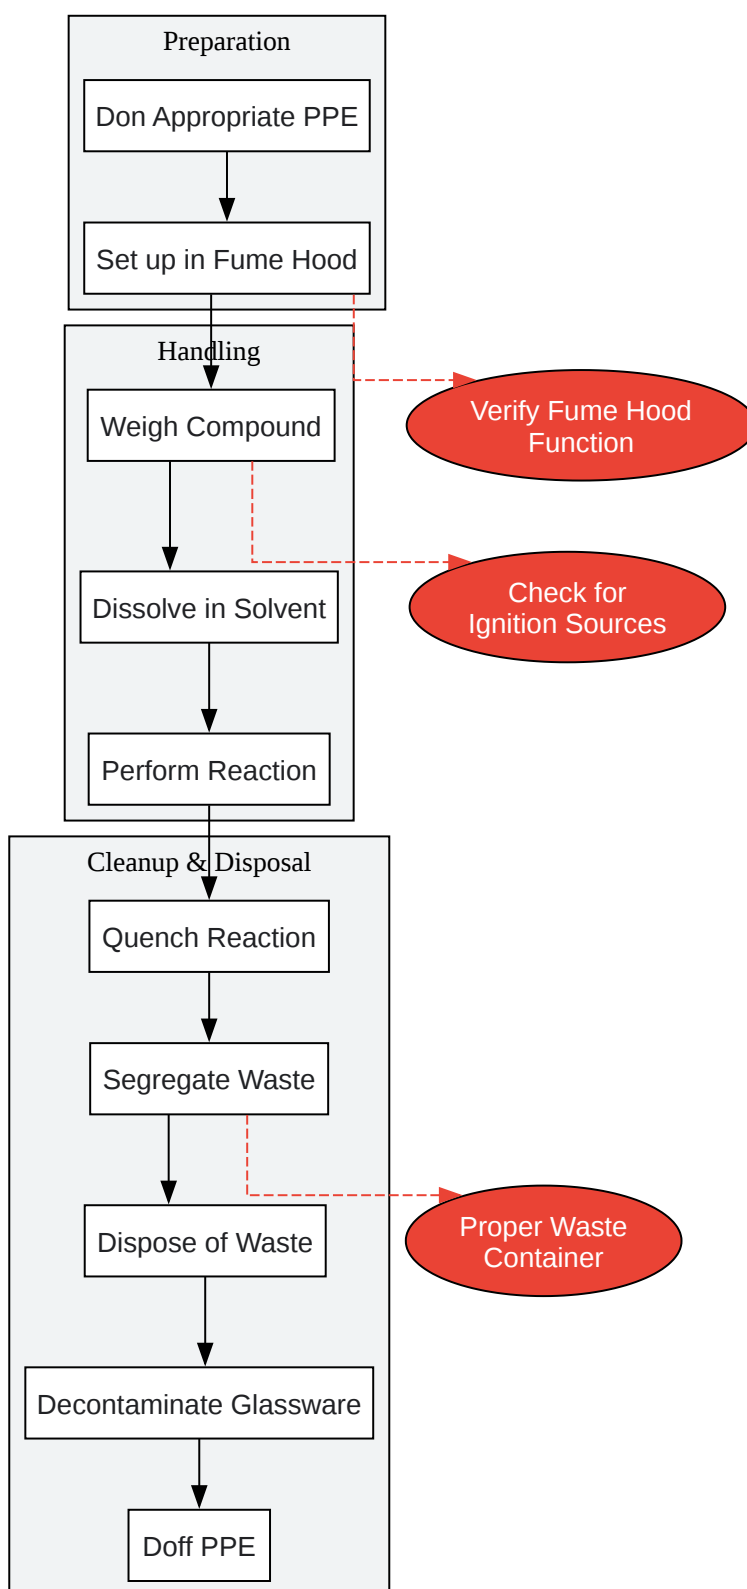 Preparation
Don Appropriate PPE
Set up in Fume Hood
Handling
Weigh Compound
Verify Fume Hood
Function
Dissolve in Solvent
Check for
Ignition Sources
Perform Reaction
Cleanup & Disposal
Quench Reaction
Segregate Waste
Dispose of Waste
Proper Waste
Container
Decontaminate Glassware
Doff PPE